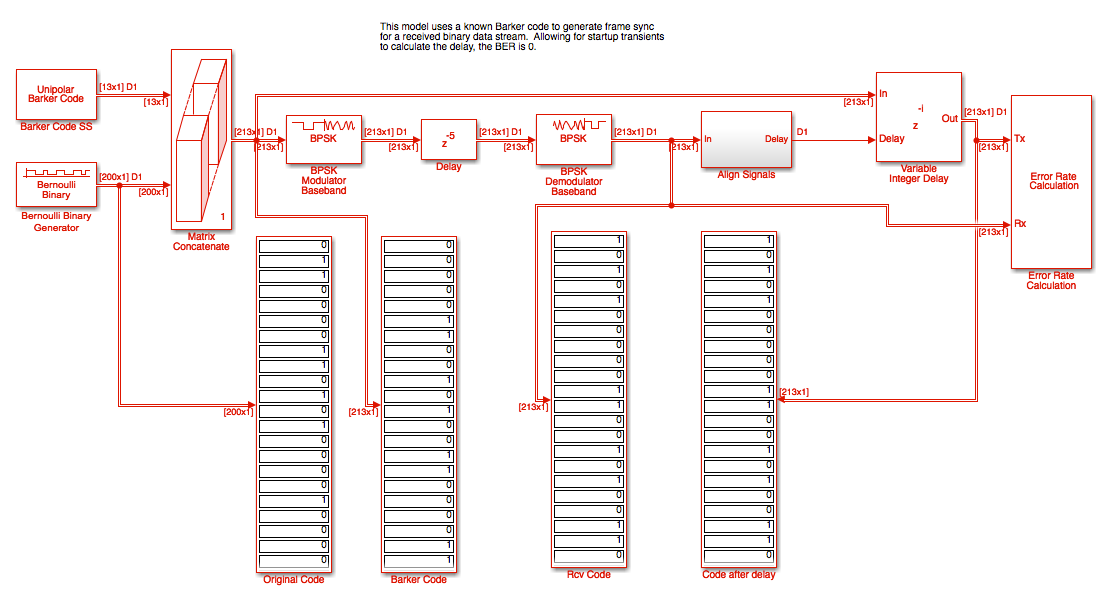 This model uses a known Barker code to generate frame sync
for a received binary data stream.  Allowing for startup transients
to calculate the delay, the BER is 0.
Unipolar
Barker Code
Barker Code SS
[13x1] D1
[13x1]
Bernoulli
Binary
Bernoulli Binary
Generator
[200x1] D1
[200x1]
1
Matrix
Concatenate
[213x1] D1
[213x1]
BPSK
BPSK
Modulator
Baseband
[213x1] D1
[213x1]
-5
z
Delay
[213x1] D1
[213x1]
BPSK
BPSK
Demodulator
Baseband
[213x1] D1
[213x1]
In
Delay
Align Signals
D1
[213x1]
In
Delay
-i
z
Out
Variable
Integer Delay
[213x1] D1
[213x1]
[213x1]
Tx
Rx
Error Rate
Calculation
Error Rate
Calculation
[200x1]
0
1
1
0
0
0
0
1
1
0
1
0
1
0
0
0
0
1
0
0
0
0
Original Code
[213x1]
0
0
0
0
0
1
1
0
0
1
0
1
0
0
0
1
0
0
0
0
1
1
Barker Code
[213x1]
1
0
1
0
1
0
0
0
0
0
1
1
0
0
1
0
1
0
0
1
1
0
Rcv Code
[213x1]
1
0
1
0
1
0
0
0
0
0
1
1
0
0
1
0
1
0
0
1
1
0
Code after delay